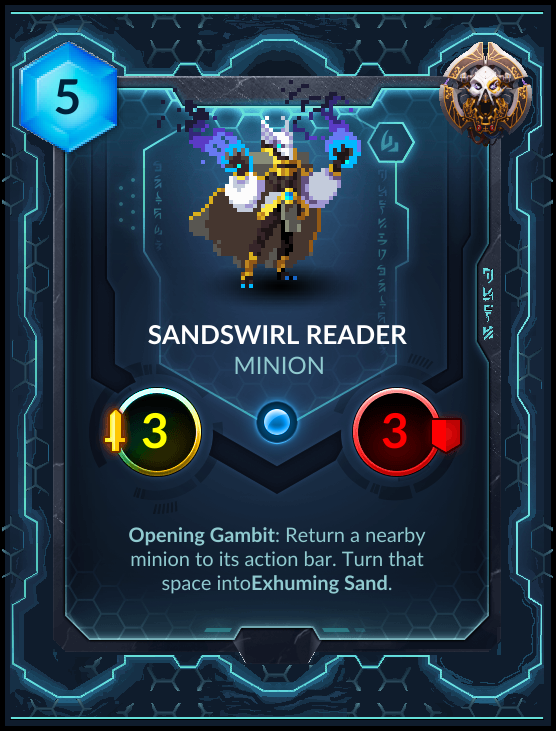 5
SANDSWIRL READER
MINION
3
3
Opening Gambit: Return a nearby
minion to its action bar. Turn that
space intoExhuming Sand.